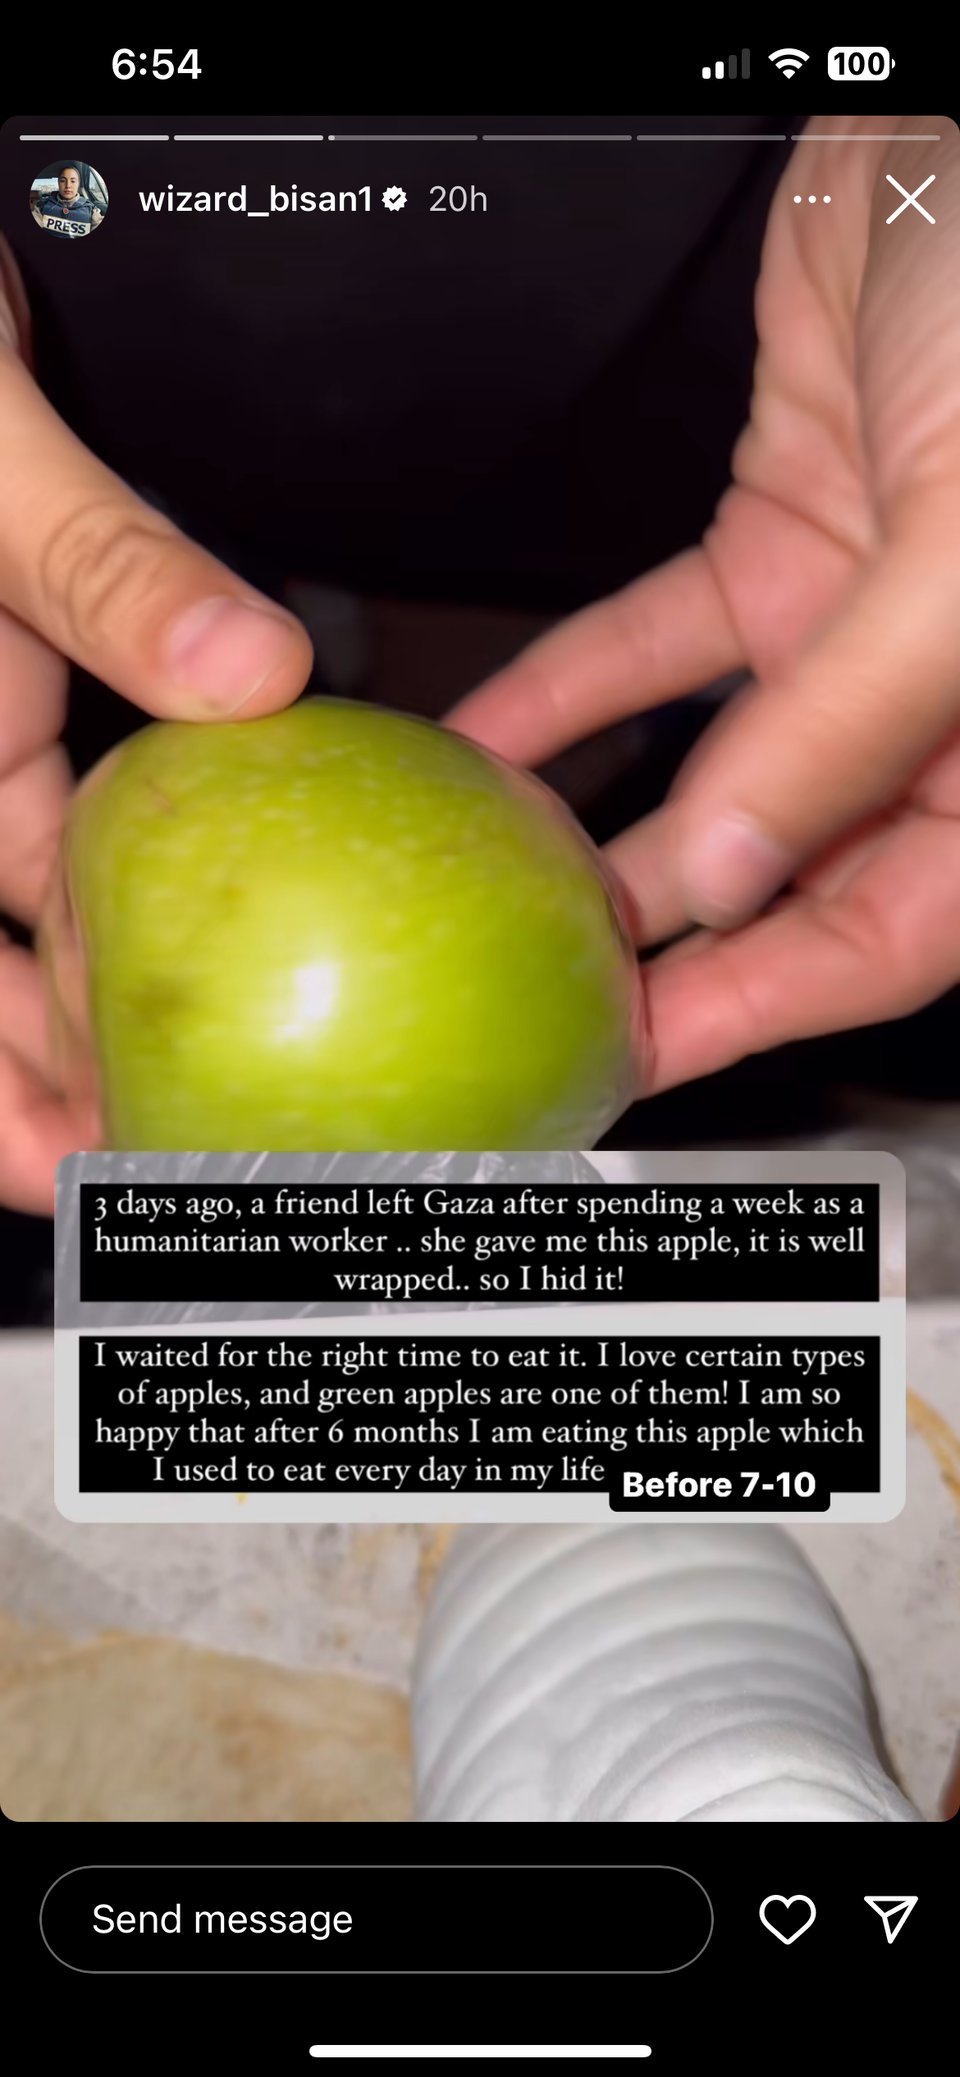 6:54
100
wizard_bisan1 20h
PRESS
3 days ago, a friend left Gaza after spending a week as a
humanitarian worker .. she gave me this apple, it is well
wrapped.. so I hid it!
I waited for the right time to eat it. I love certain types
of apples, and green apples are one of them! I am so
happy that after 6 months I am eating this apple which
I used to eat every day in my life
Before 7-10
Send message